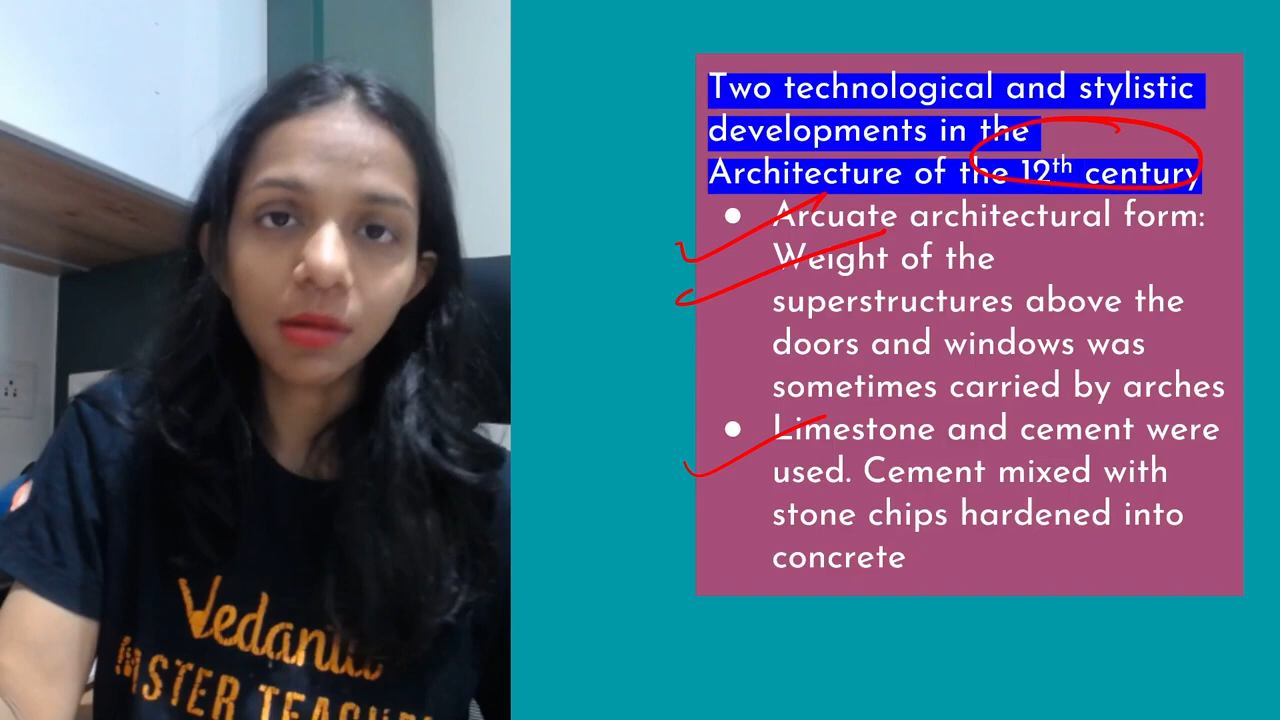 Two technological and stylistic
developments in the
Architecture of the 12th century
● Arcuate architectural form:
Weight of the
superstructures above the
doors and windows was
sometimes carried by arches
● Limestone and cement were
used. Cement mixed with
stone chips hardened into
concrete
Vedantu
MASTER TEACHER